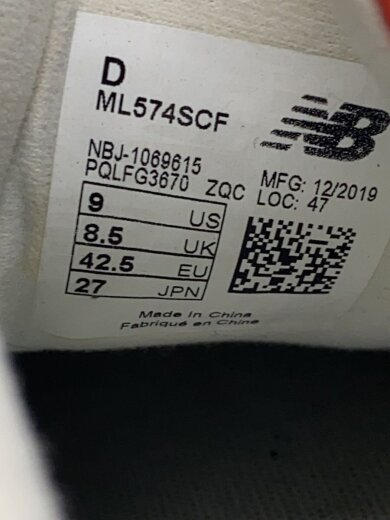 D
ML574SCF
NB
NBJ-1069615
PQLFG3670 ZQC
MFG: 12/2019
LOC: 47
9 US
8.5 UK
42.5 EU
27 JPN
Made in China
Fabriqué en Chine